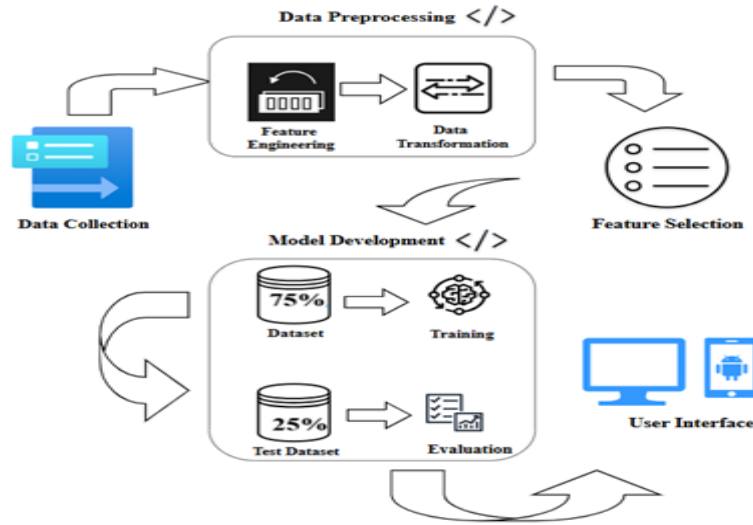 Data Preprocessing </>
Feature
Engineering
Data
Transformation
Data Collection
Feature Selection
Model Development </>
75%
Dataset
Training
25%
Test Dataset
Evaluation
User Interface